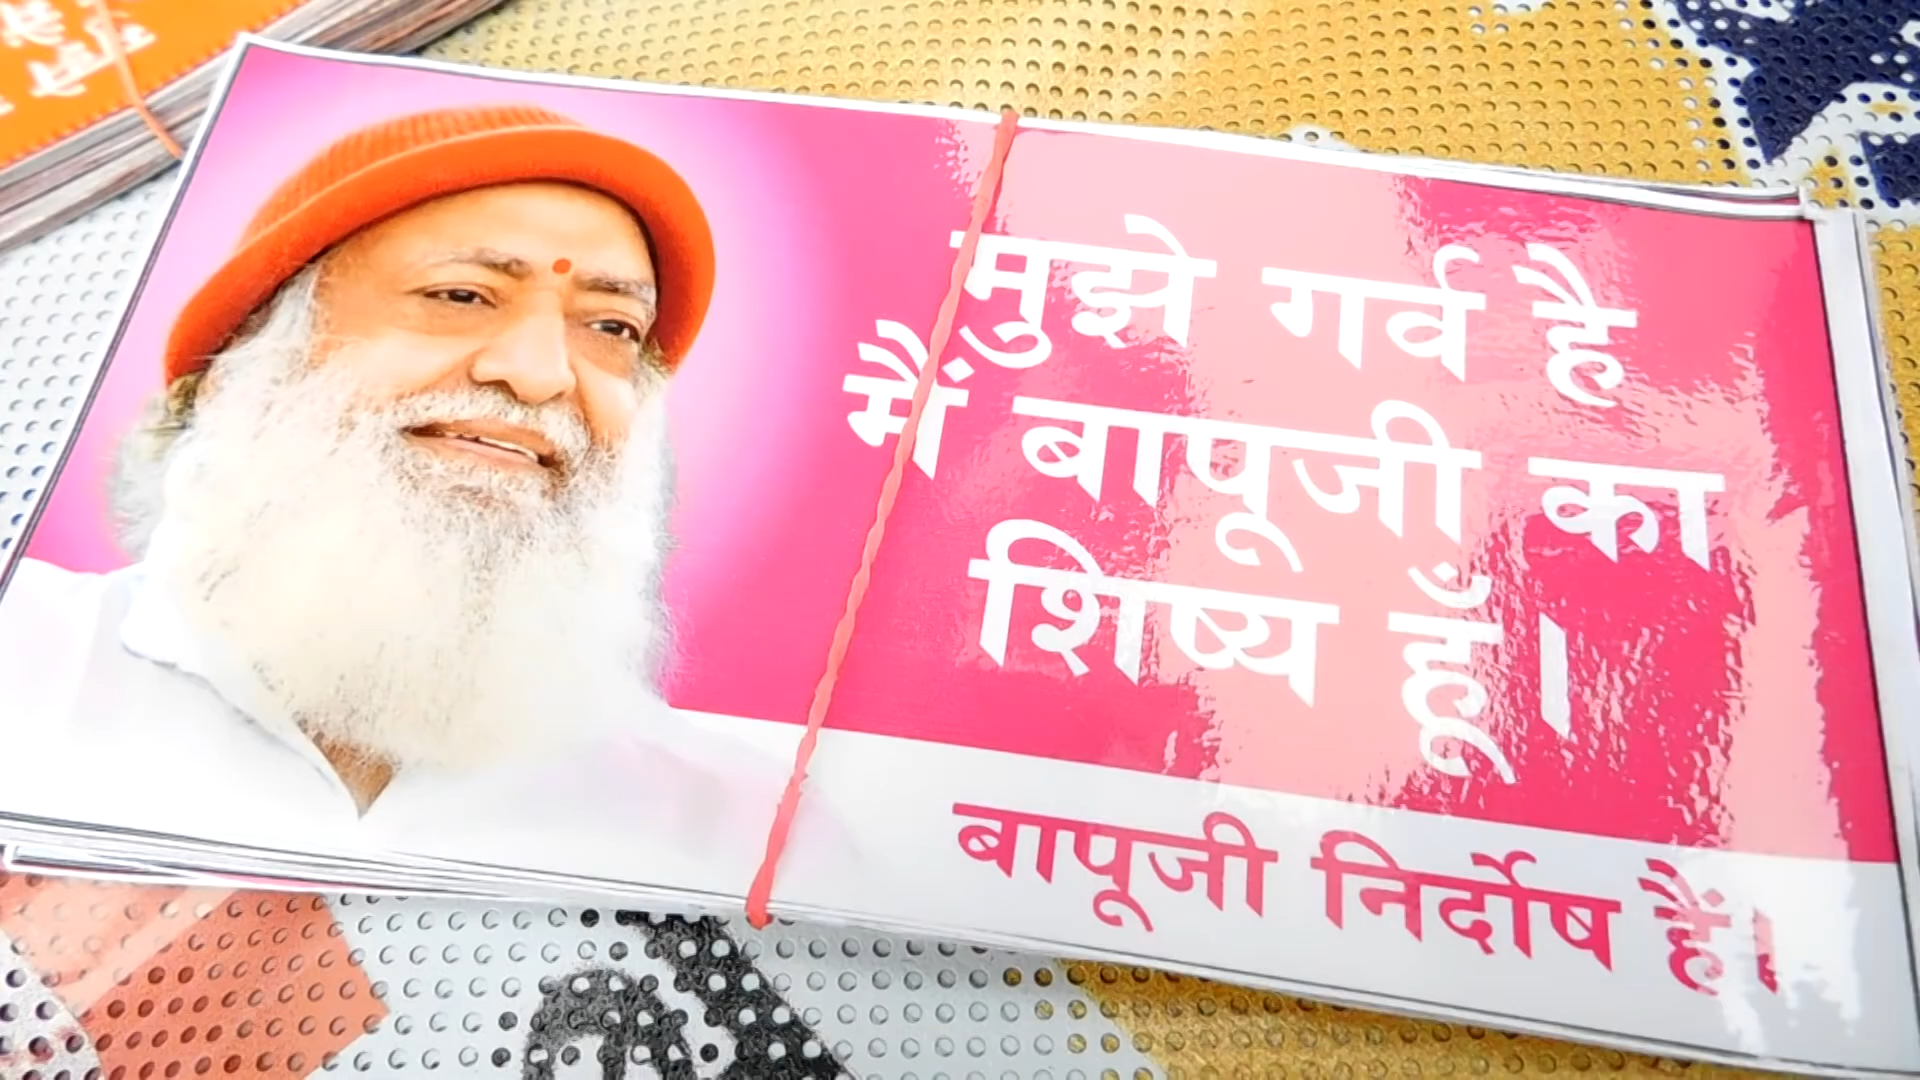 मुझे गर्व है
मैं बापूजी का
शिष्य हूँ।
बापूजी निर्दोष हैं।